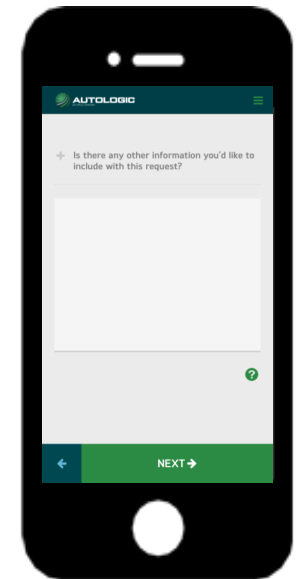 AUTOLOGIC
Is there any other information you'd like to
include with this request?
?
NEXT